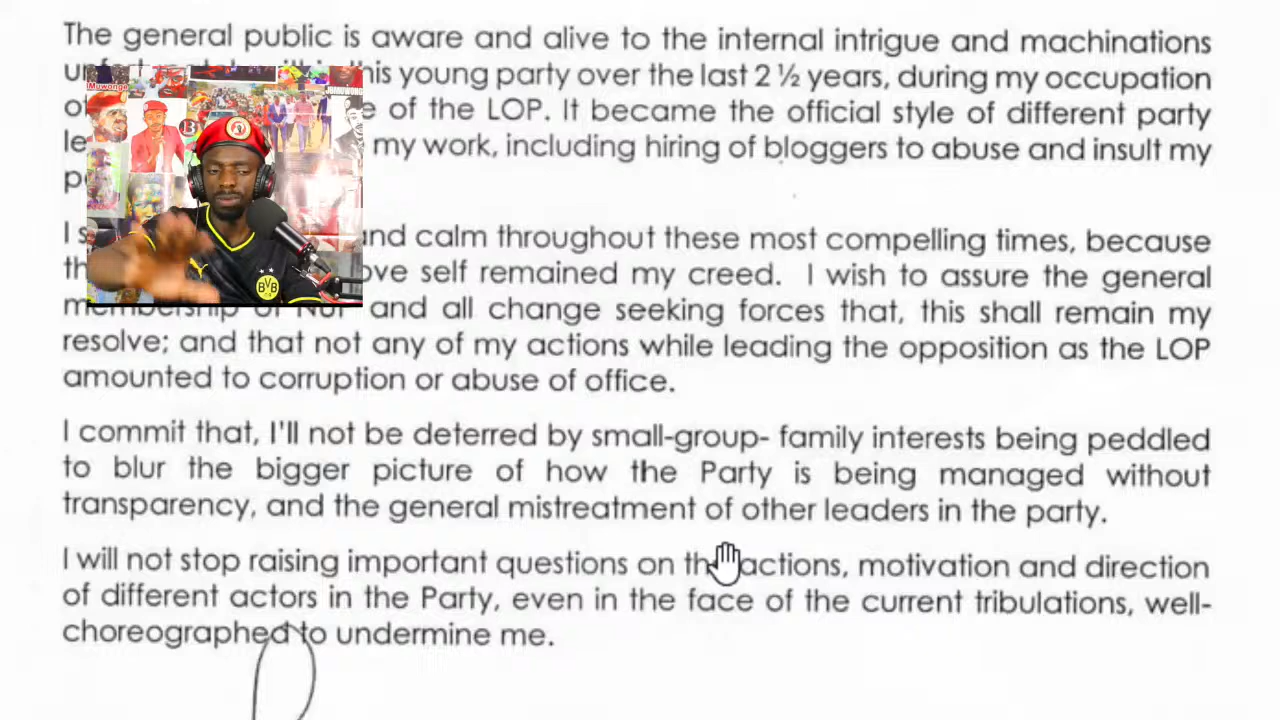 The general public is aware and alive to the internal intrigue and machinations
this young party over the last 2 ½ years, during my occupation
of the LOP. It became the official style of different party
my work, including hiring of bloggers to abuse and insult my
I and calm throughout these most compelling times, because
self remained my creed. I wish to assure the general
and all change seeking forces that, this shall remain my
resolve; and that not any of my actions while leading the opposition as the LOP
amounted to corruption or abuse of office.
I commit that, I'll not be deterred by small-group- family interests being peddled
to blur the bigger picture of how the Party is being managed without
transparency, and the general mistreatment of other leaders in the party.
I will not stop raising important questions on the actions, motivation and direction
of different actors in the Party, even in the face of the current tribulations, well-
choreographed to undermine me.
iMuwonge
BVB